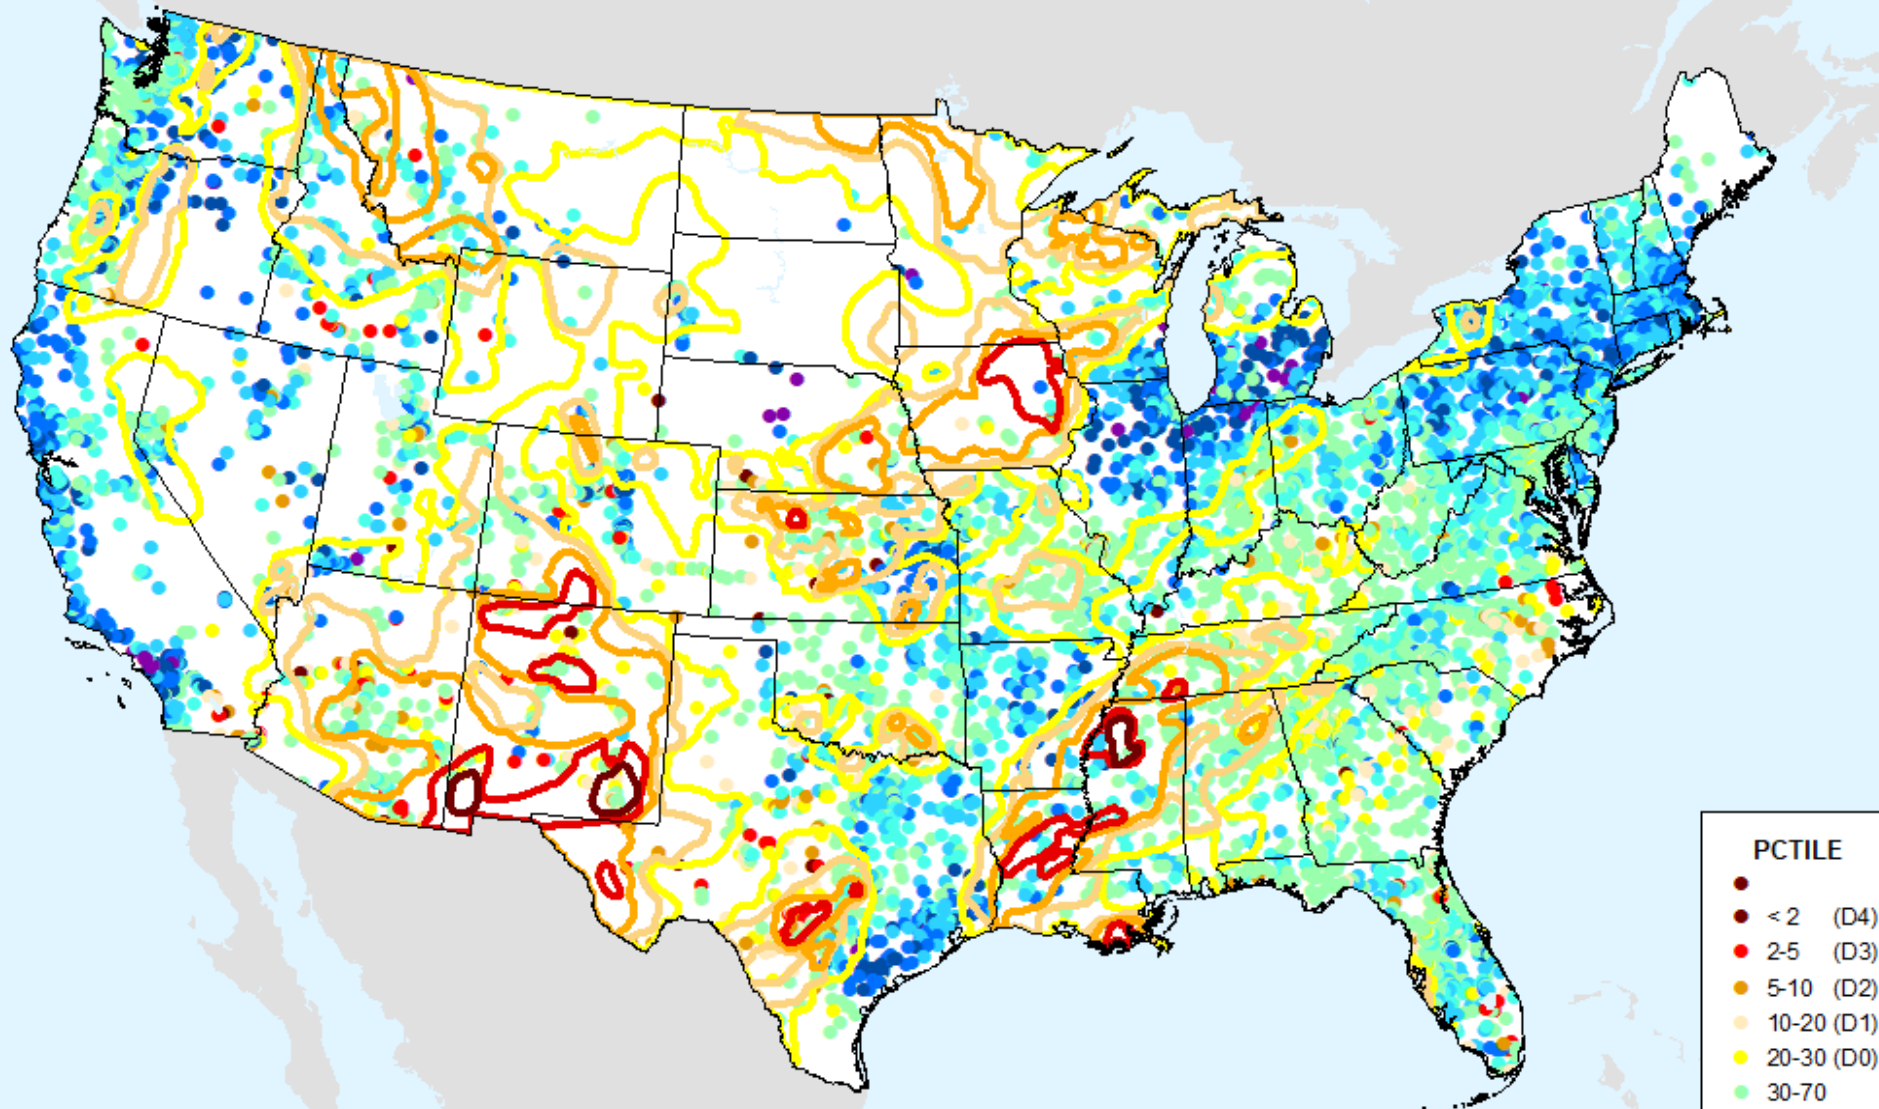 PCTILE
< 2 (D4)
2-5 (D3)
5-10 (D2)
10-20 (D1)
20-30 (D0)
30-70